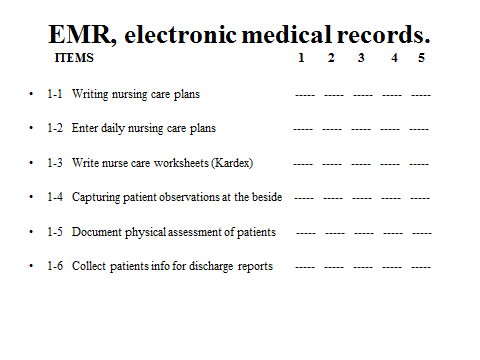 EMR, electronic medical records.
ITEMS 1 2 3 4 5
• 1-1 Writing nursing care plans ----- ----- ----- ----- -----
• 1-2 Enter daily nursing care plans ----- ----- ----- ----- -----
• 1-3 Write nurse care worksheets (Kardex) ----- ----- ----- ----- -----
• 1-4 Capturing patient observations at the beside ----- ----- ----- ----- -----
• 1-5 Document physical assessment of patients ----- ----- ----- ----- -----
• 1-6 Collect patients info for discharge reports ----- ----- ----- ----- -----